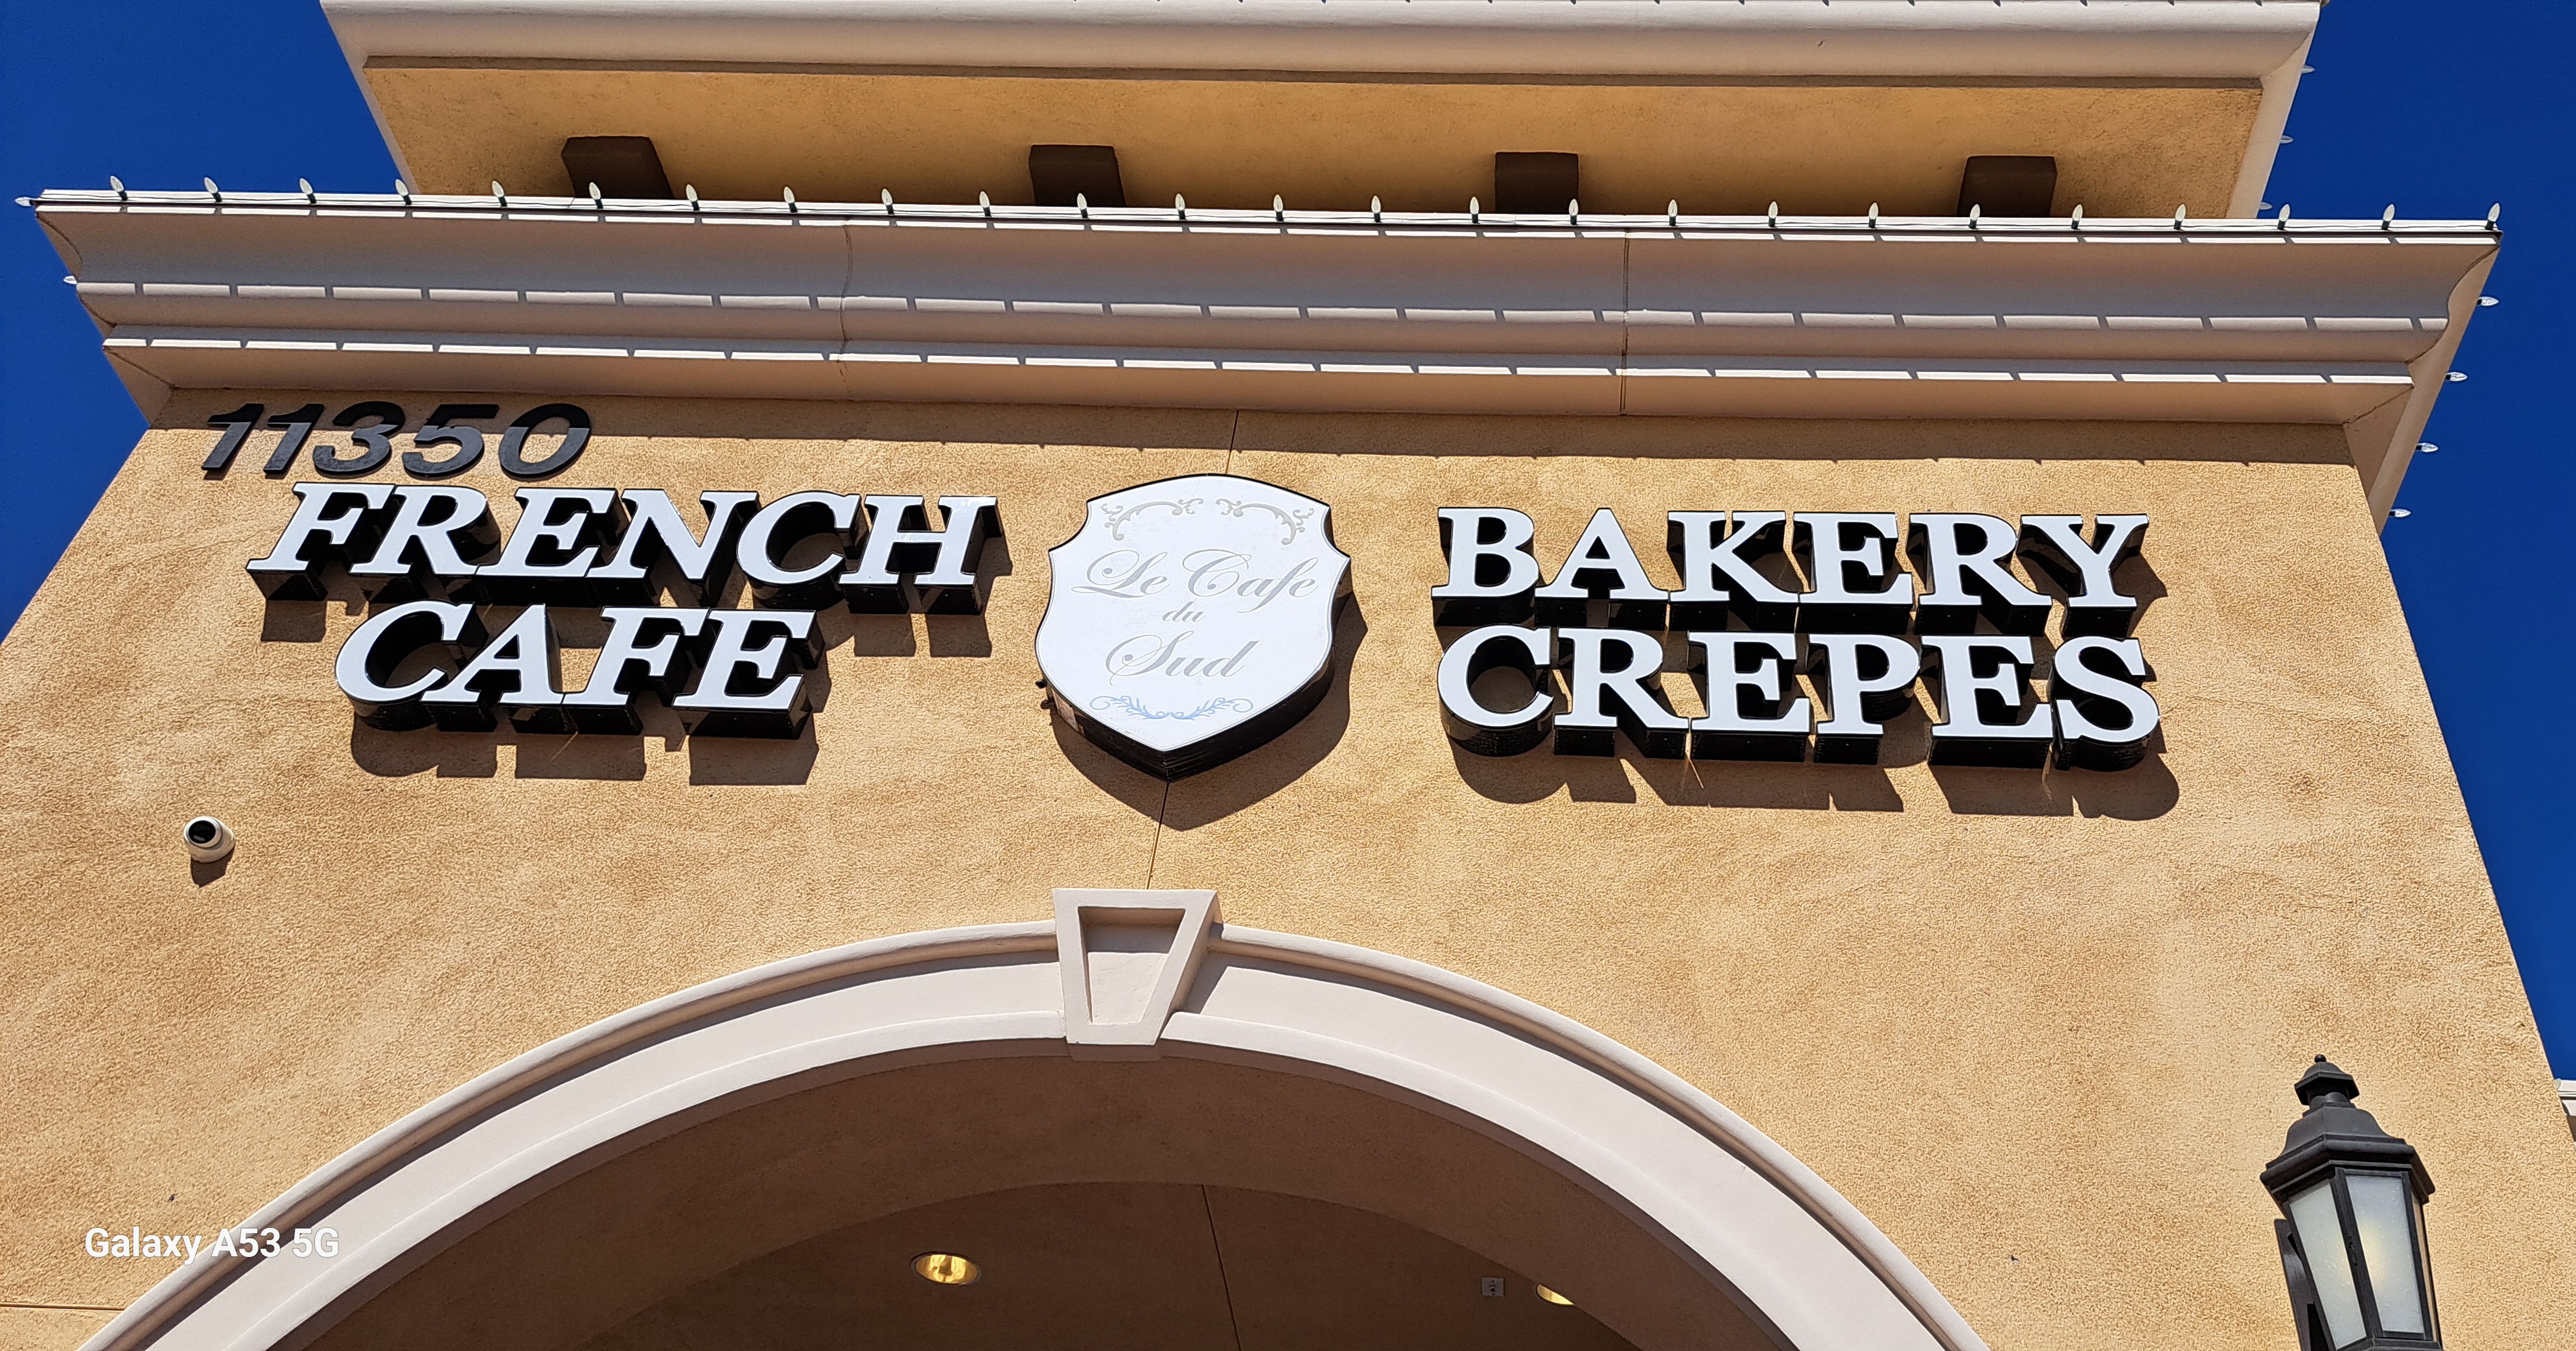 11350
FRENCH
CAFE
Le Cafe
du
Sud
BAKERY
CREPES
Galaxy A53 5G